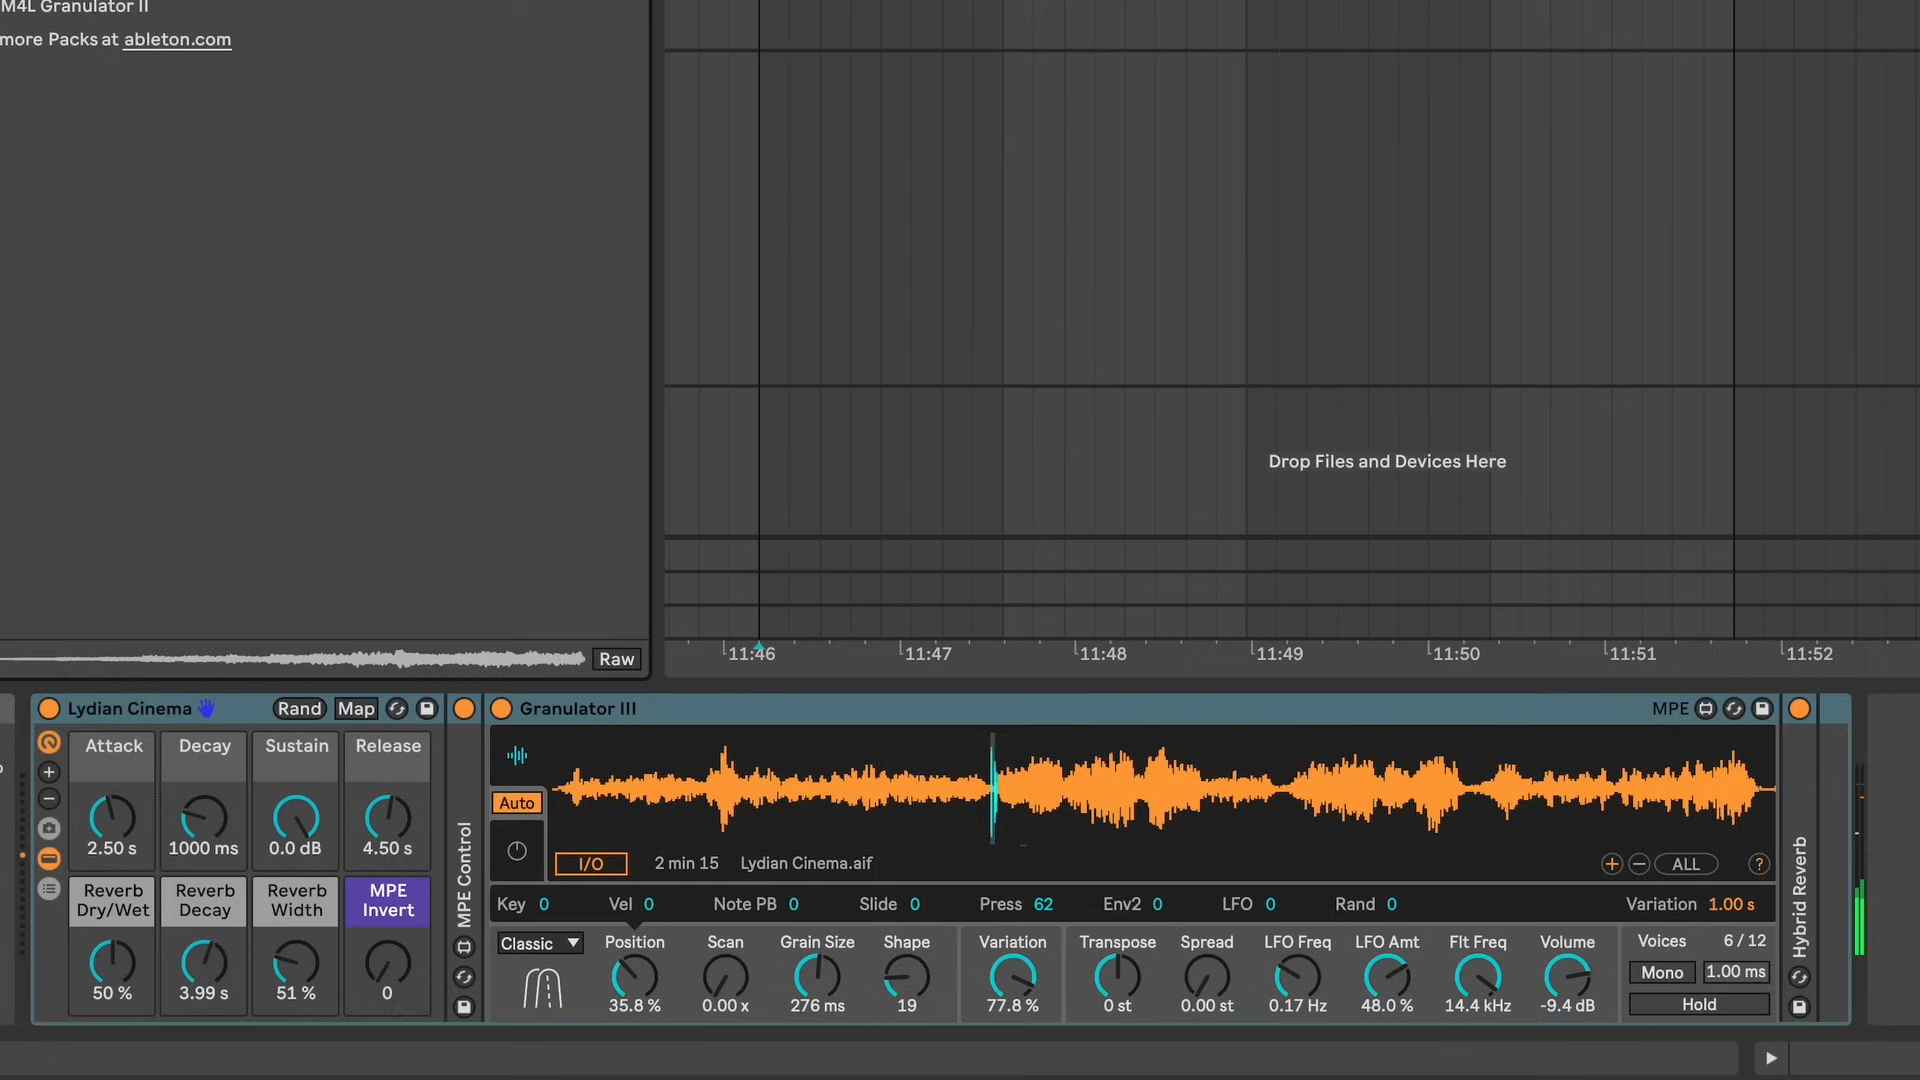 M4L Granulator II
more Packs at ableton.com
Drop Files and Devices Here
Raw
11:46 11:47 11:48 11:49 11:50 11:51 11:52
Lydian Cinema Rand Map
Attack Decay Sustain Release
2.50 s 1000 ms 0.0 dB 4.50 s
Reverb Dry/Wet Reverb Decay Reverb Width MPE Invert
50 % 3.99 s 51 % 0
MPE Control
Granulator III MPE
Auto
I/O 2 min 15 Lydian Cinema.aif + − ALL ?
Key 0 Vel 0 Note PB 0 Slide 0 Press 62 Env2 0 LFO 0 Rand 0 Variation 1.00 s
Classic Position Scan Grain Size Shape Variation Transpose Spread LFO Freq LFO Amt Flt Freq Volume Voices 6 / 12
Mono 1.00 ms
35.8 % 0.00 x 276 ms 19 77.8 % 0 st 0.00 st 0.17 Hz 48.0 % 14.4 kHz -9.4 dB Hold
Hybrid Reverb